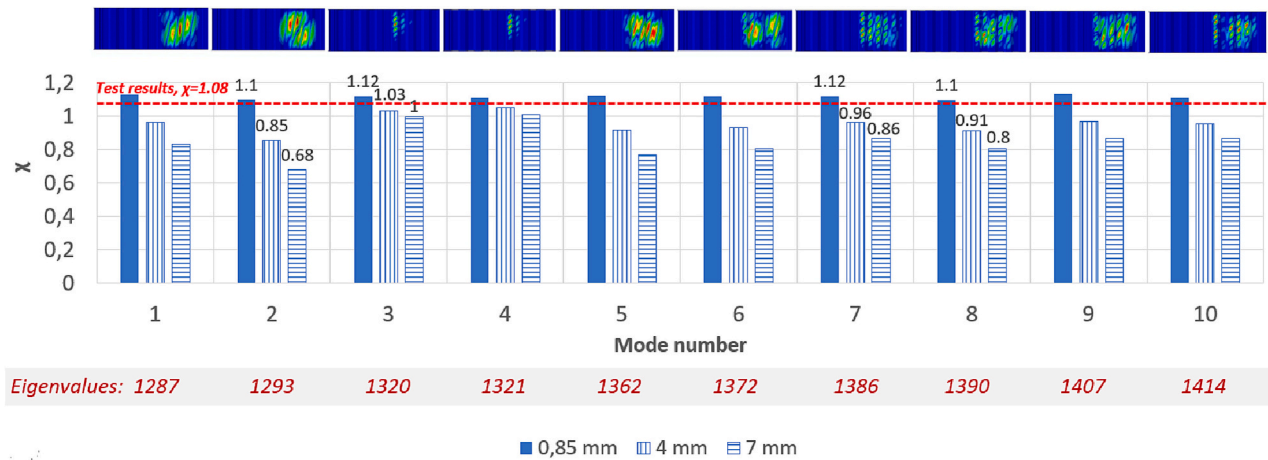 Test results, χ=1.08
1,2
1
0,8
0,6
0,4
0,2
0
χ
1.1 0.85 0.68
1.12 1.03 1
1.12 0.96 0.86
1.1 0.91 0.8
1 2 3 4 5 6 7 8 9 10
Mode number
Eigenvalues: 1287 1293 1320 1321 1362 1372 1386 1390 1407 1414
0,85 mm 4 mm 7 mm